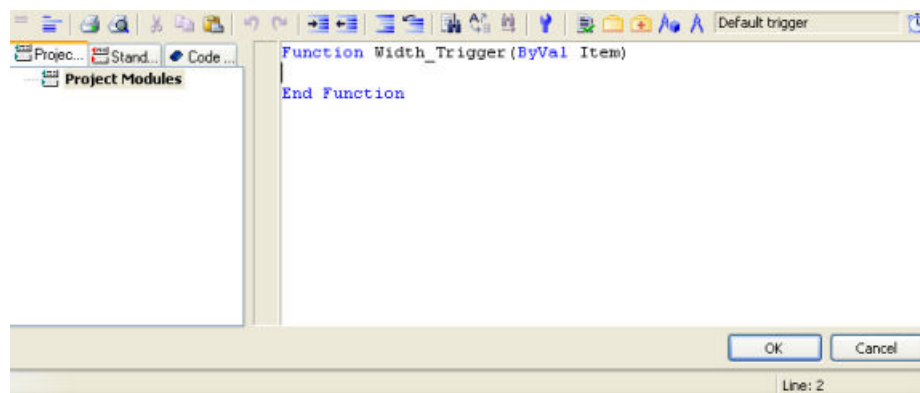 Default trigger
Projec... Stand... Code ...
Project Modules
Function Width_Trigger(ByVal Item)
End Function
OK Cancel
Line: 2